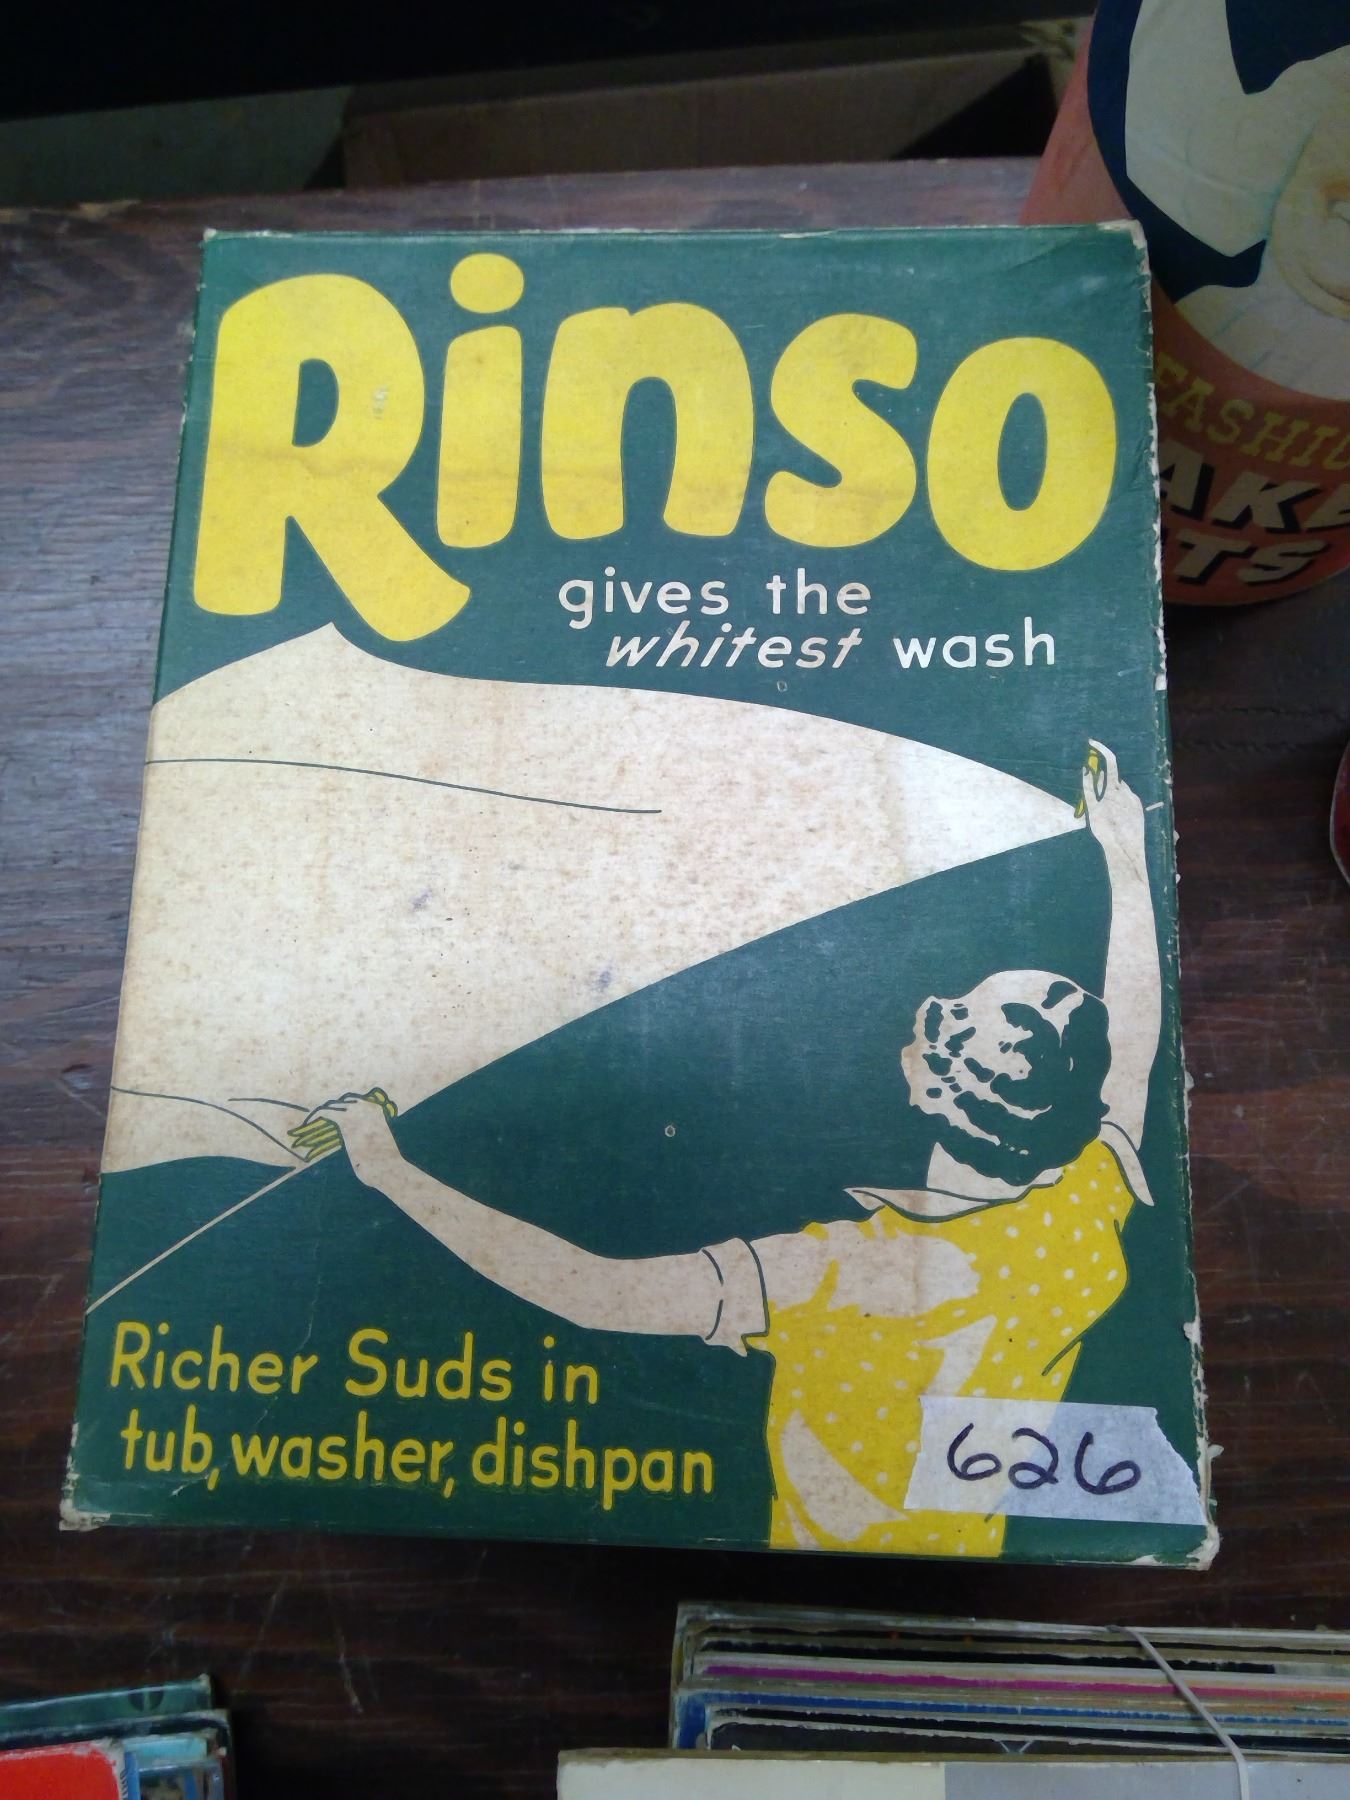 Rinso
gives the
whitest wash
Richer Suds in
tub, washer, dishpan
626